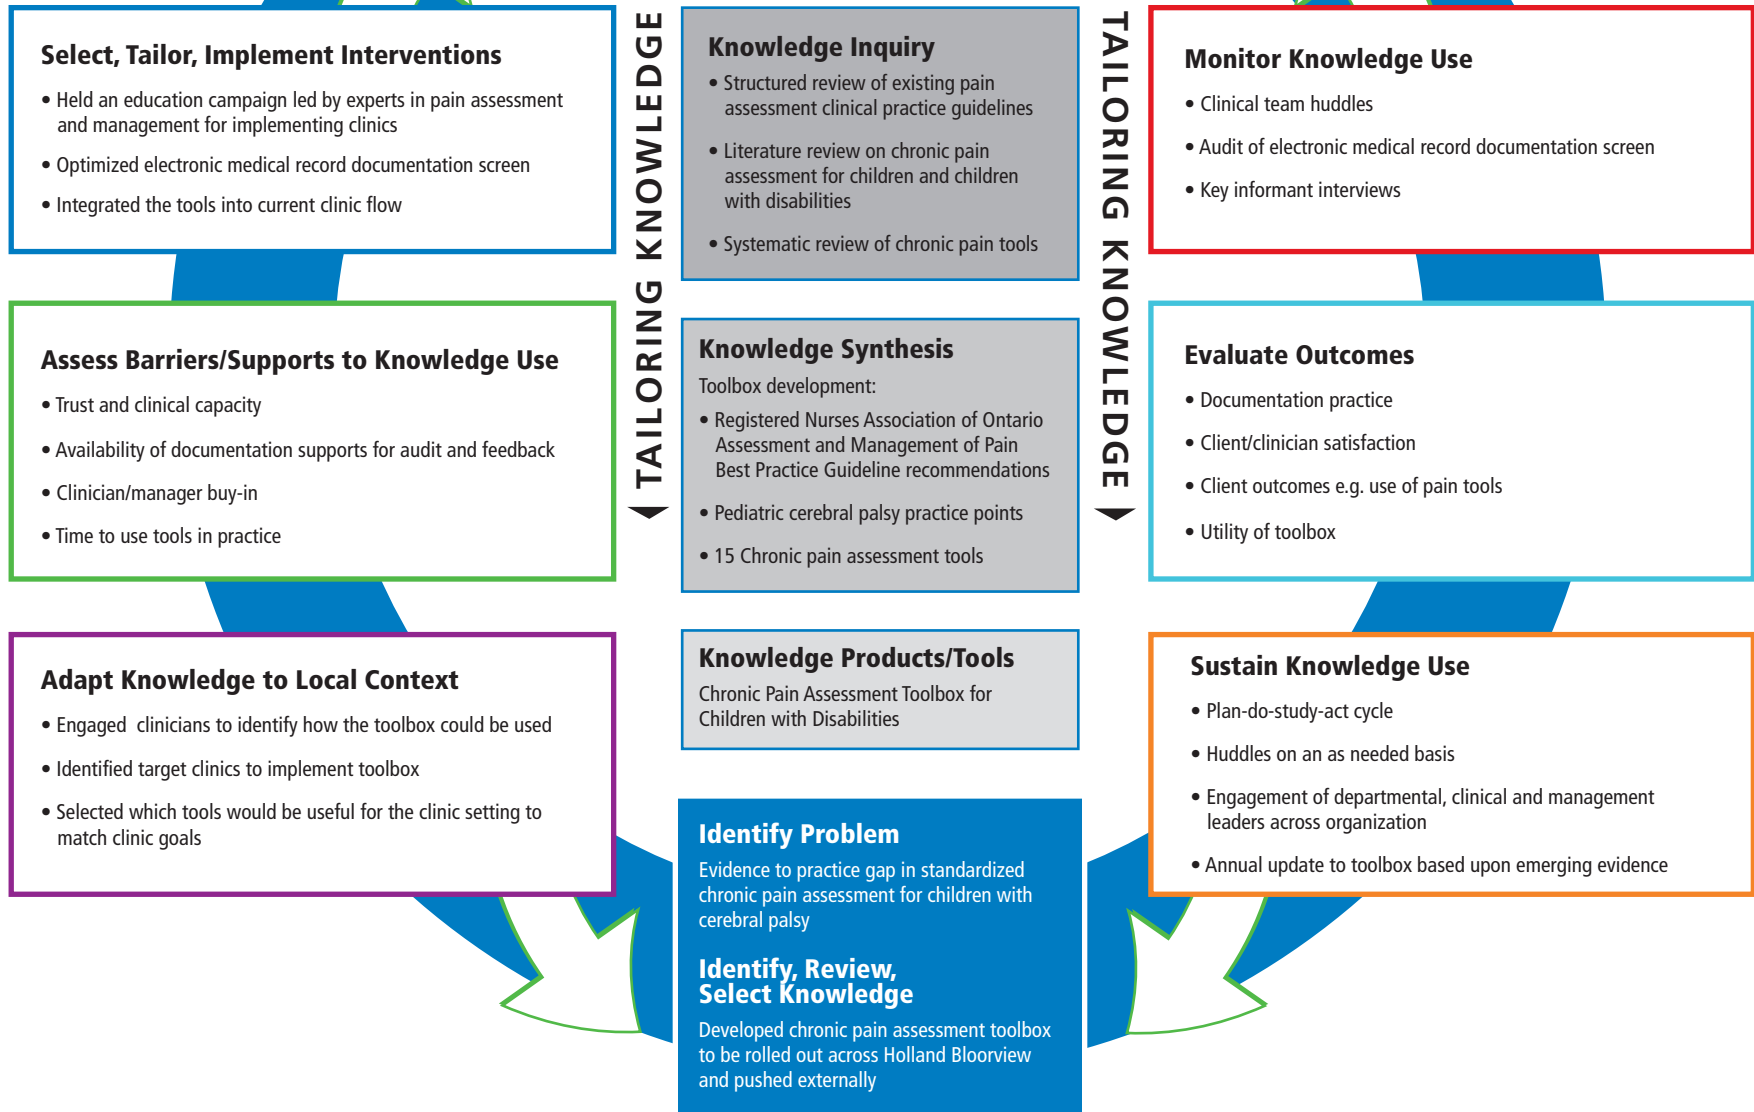 Select, Tailor, Implement Interventions
• Held an education campaign led by experts in pain assessment
and management for implementing clinics
• Optimized electronic medical record documentation screen
• Integrated the tools into current clinic flow
Assess Barriers/Supports to Knowledge Use
• Trust and clinical capacity
• Availability of documentation supports for audit and feedback
• Clinician/manager buy-in
• Time to use tools in practice
Adapt Knowledge to Local Context
• Engaged clinicians to identify how the toolbox could be used
• Identified target clinics to implement toolbox
• Selected which tools would be useful for the clinic setting to
match clinic goals
TAILORING KNOWLEDGE
Knowledge Inquiry
• Structured review of existing pain
assessment clinical practice guidelines
• Literature review on chronic pain
assessment for children and children
with disabilities
• Systematic review of chronic pain tools
Knowledge Synthesis
Toolbox development:
• Registered Nurses Association of Ontario
Assessment and Management of Pain
Best Practice Guideline recommendations
• Pediatric cerebral palsy practice points
• 15 Chronic pain assessment tools
Knowledge Products/Tools
Chronic Pain Assessment Toolbox for
Children with Disabilities
Identify Problem
Evidence to practice gap in standardized
chronic pain assessment for children with
cerebral palsy
Identify, Review,
Select Knowledge
Developed chronic pain assessment toolbox
to be rolled out across Holland Bloorview
and pushed externally
TAILORING KNOWLEDGE
Monitor Knowledge Use
• Clinical team huddles
• Audit of electronic medical record documentation screen
• Key informant interviews
Evaluate Outcomes
• Documentation practice
• Client/clinician satisfaction
• Client outcomes e.g. use of pain tools
• Utility of toolbox
Sustain Knowledge Use
• Plan-do-study-act cycle
• Huddles on an as needed basis
• Engagement of departmental, clinical and management
leaders across organization
• Annual update to toolbox based upon emerging evidence